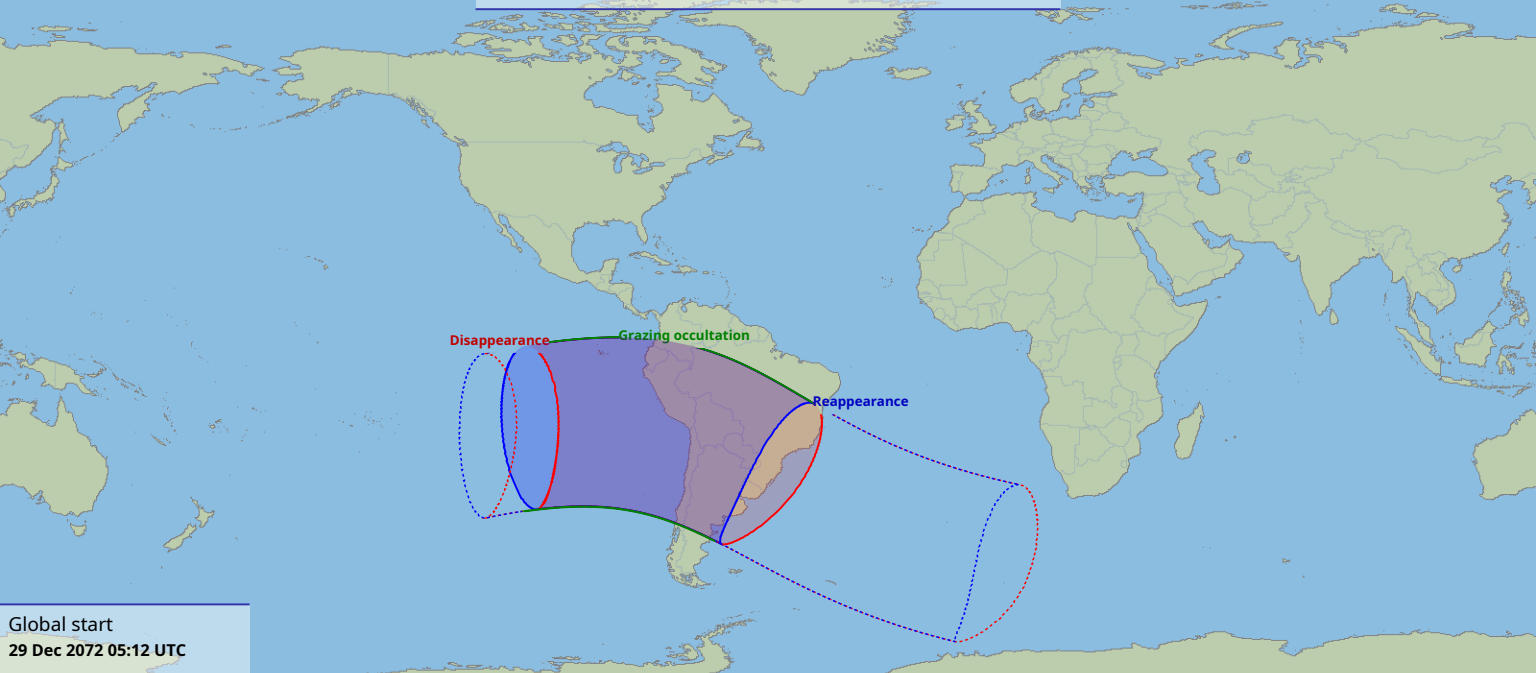 Grazing occultation
Disappearance
Reappearance
Global start
29 Dec 2072 05:12 UTC